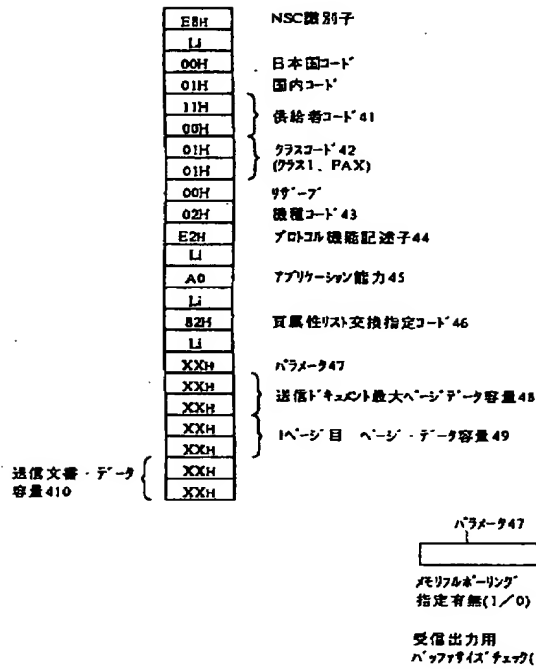 E8H NSC識別子
Li
00H 日本国コード
01H 国内コード
11H
00H
供給者コード41
01H
01H
クラスコード42
(クラス1、PAX)
00H リザーブ
02H 機種コード43
E2H プロトコル機能記述子44
Li
A0 アプリケーション能力45
Li
82H 頁属性リスト交換指定コード46
Li
XXH パラメータ47
XXH
XXH
送信ドキュメント最大ページデータ容量48
XXH
XXH
1ページ目 ページ・データ容量49
XXH
XXH
送信文書・データ
容量410
パラメータ47
メモリフルポーリング
指定有無(1/0)
受信出力用
バッファサイズチェック(